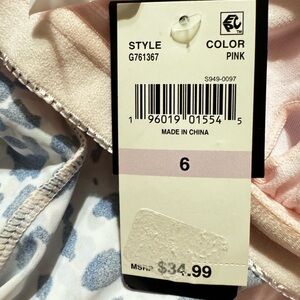 STYLE COLOR
G761367 PINK
S949-0097
1 96019 01554 5
MADE IN CHINA
6
MSRP $34.99